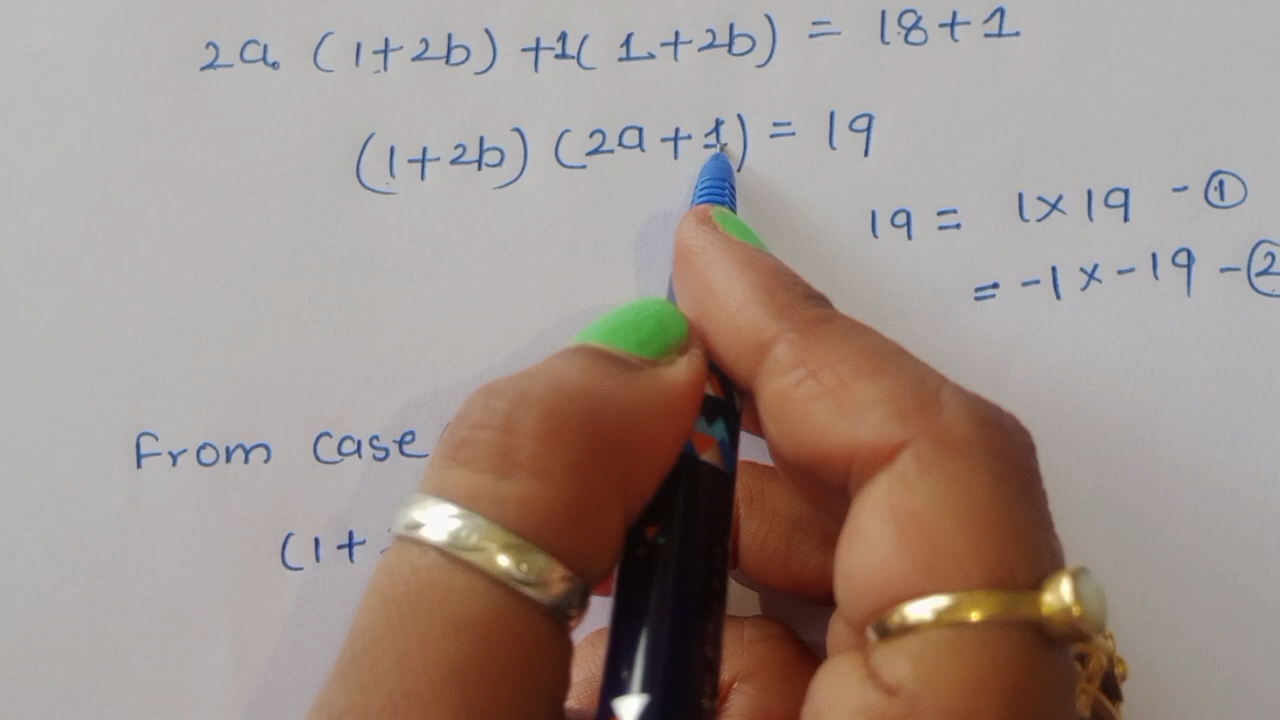 2a (1+2b) +1( 1+2b) = 18+1
(1+2b) (2a+1) = 19
19 = 1×19 - ①
= -1×-19 - ②
From case
(1+